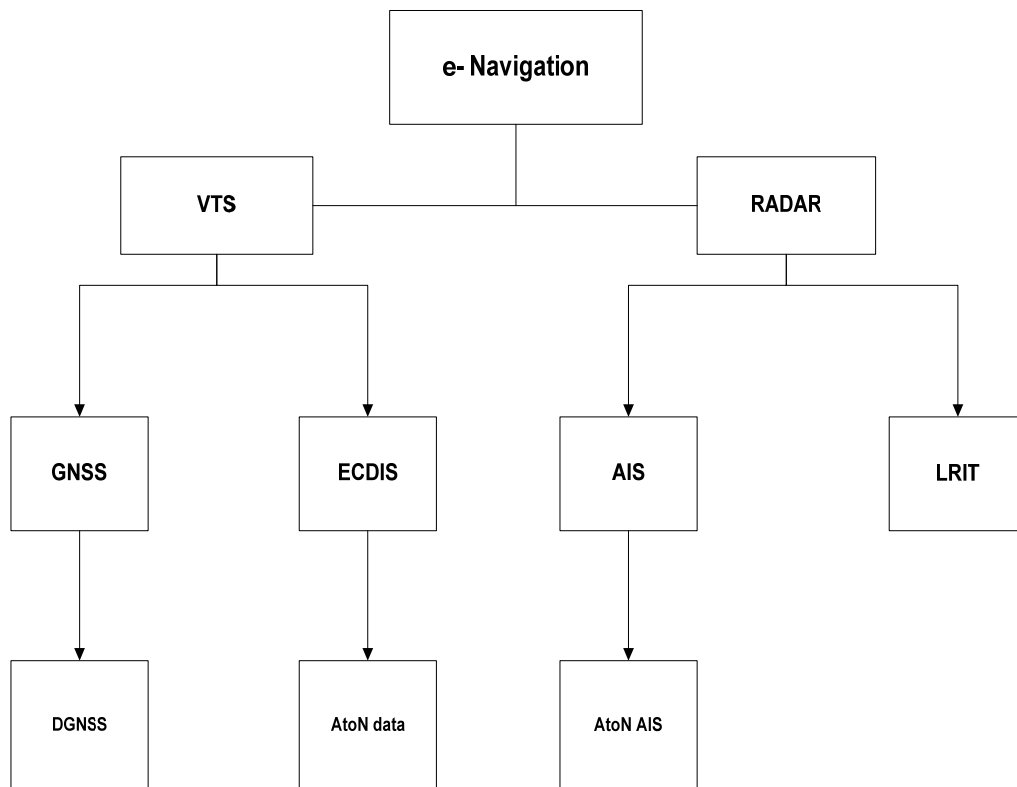 e- Navigation
VTS
RADAR
GNSS
ECDIS
AIS
LRIT
DGNSS
AtoN data
AtoN AIS